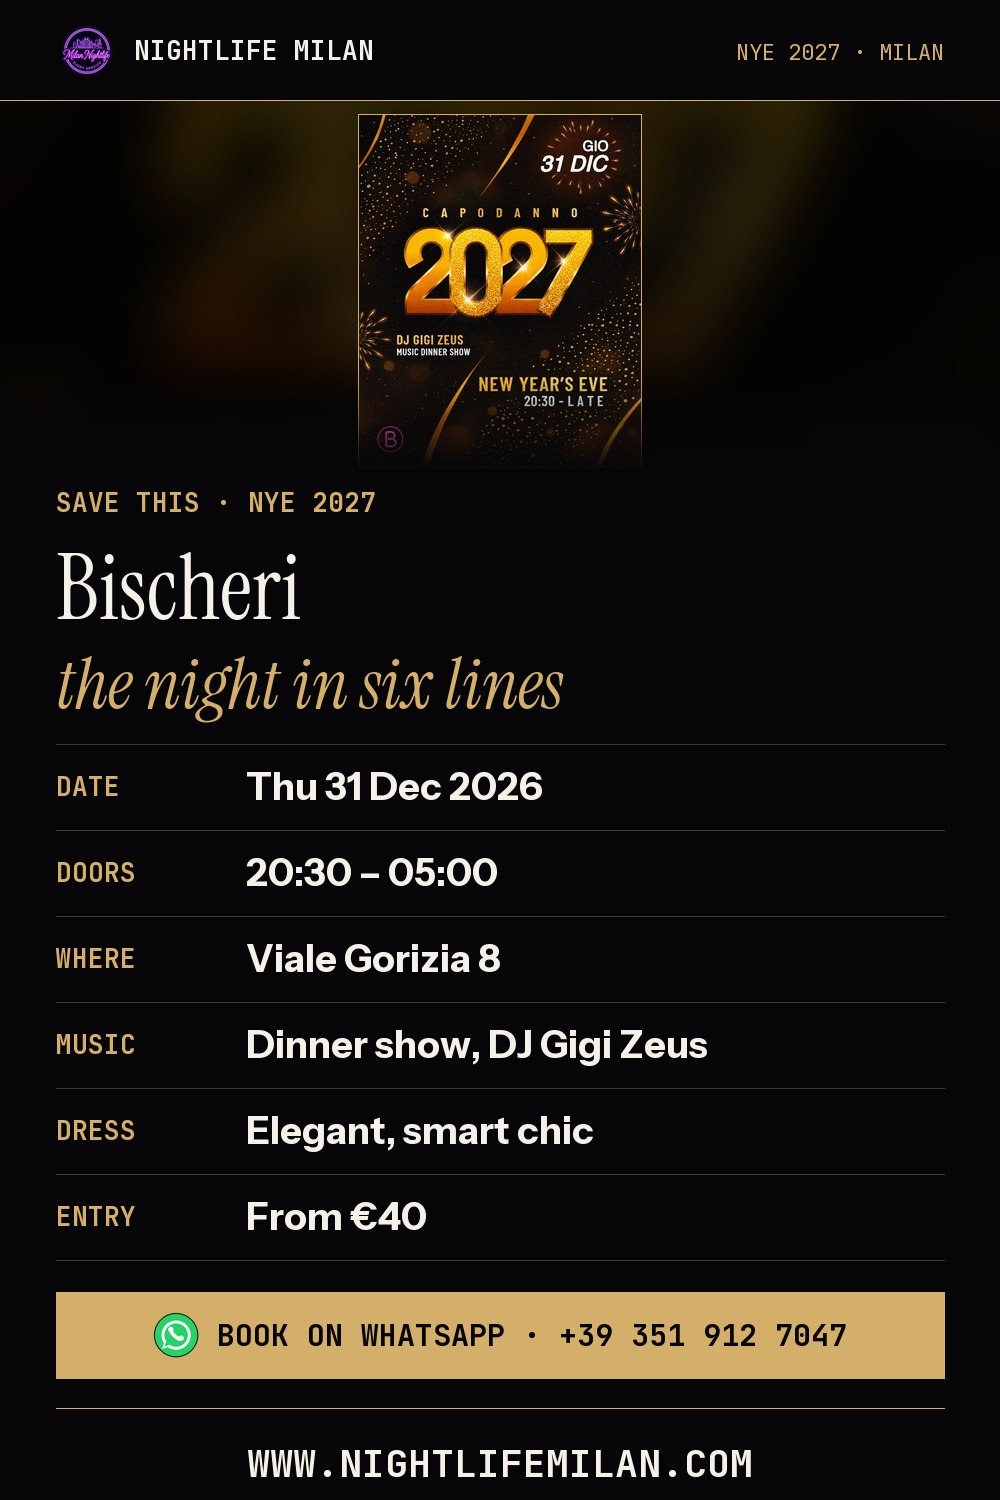 Milan Nightlife
NIGHTLIFE MILAN
NYE 2027 · MILAN
GIO
31 DIC
CAPODANNO
2027
DJ GIGI ZEUS
MUSIC DINNER SHOW
NEW YEAR'S EVE
20:30 - LATE
B
SAVE THIS · NYE 2027
Bischeri
the night in six lines
DATE Thu 31 Dec 2026
DOORS 20:30 – 05:00
WHERE Viale Gorizia 8
MUSIC Dinner show, DJ Gigi Zeus
DRESS Elegant, smart chic
ENTRY From €40
BOOK ON WHATSAPP · +39 351 912 7047
WWW.NIGHTLIFEMILAN.COM